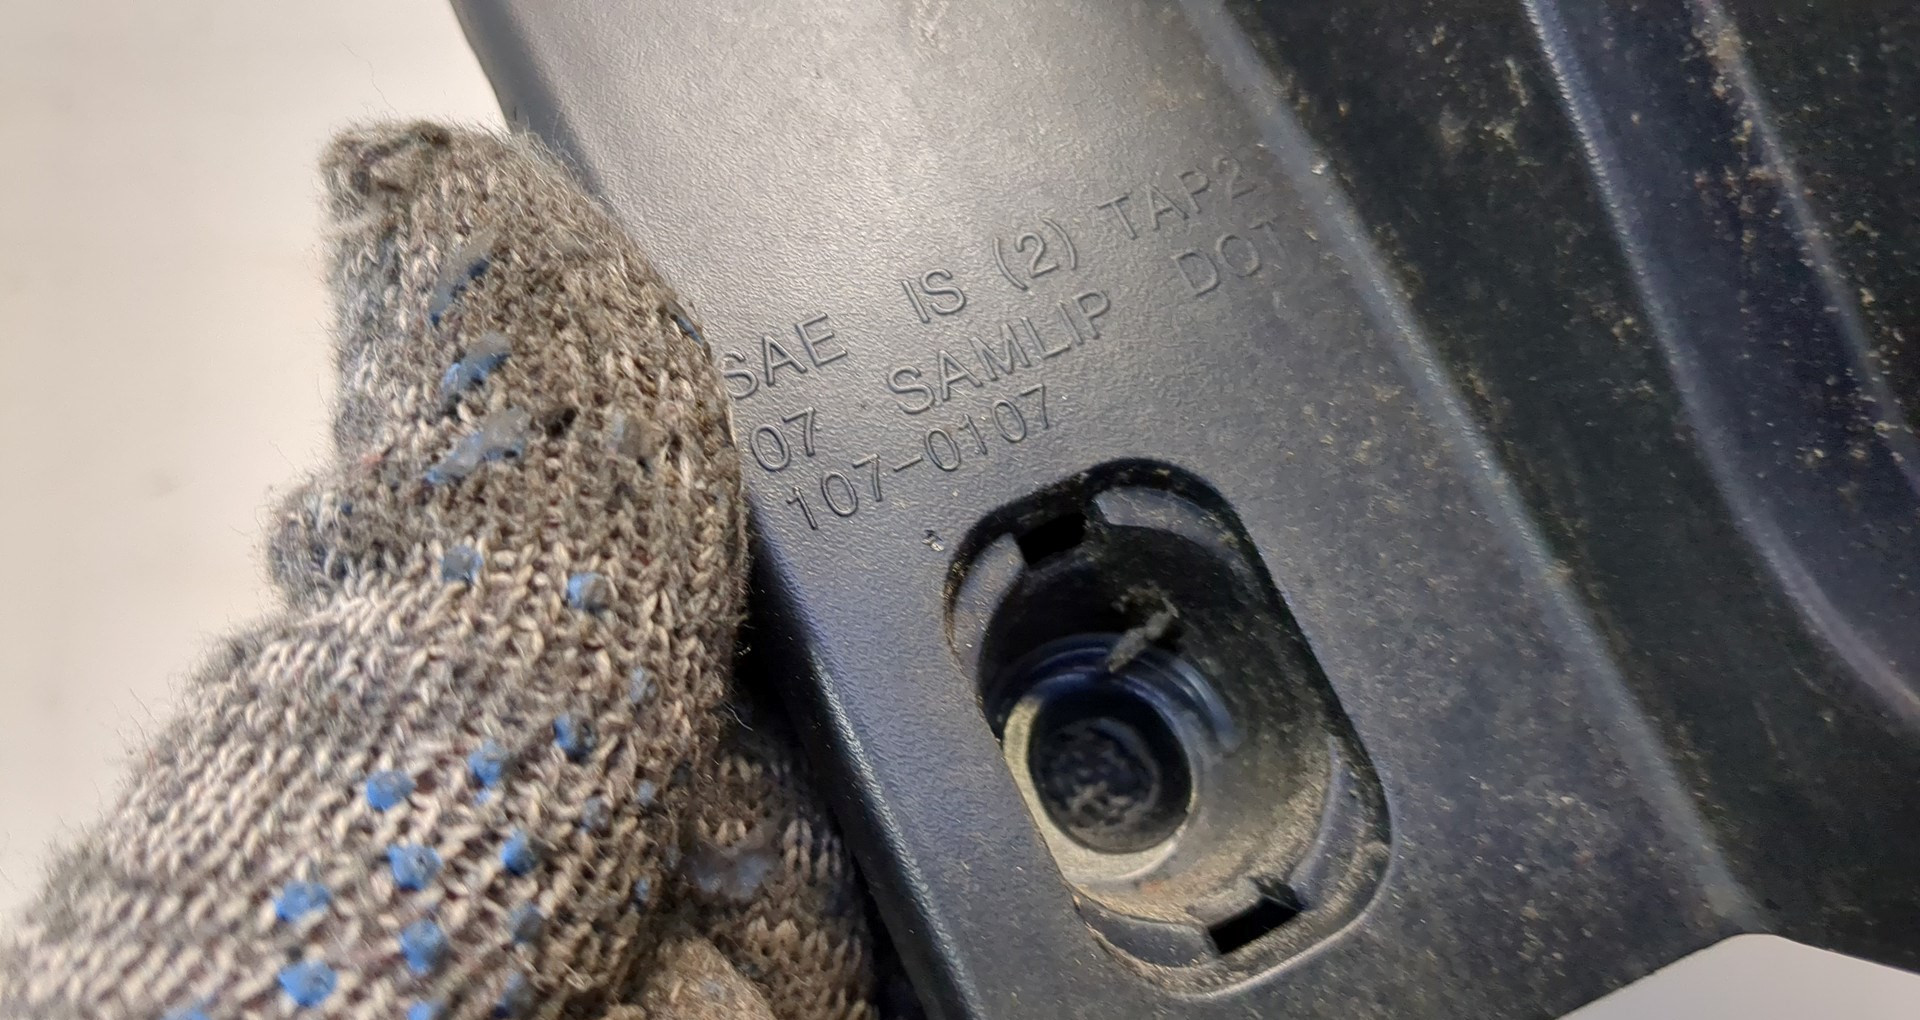 SAE IS (2) TAP2
07 SAMLIP DOT
107-0107